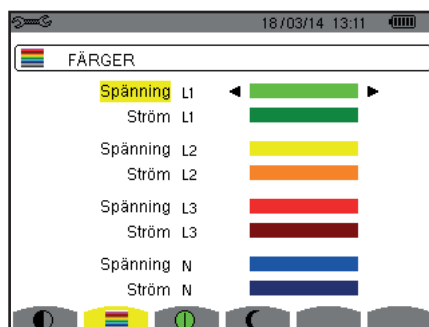 18/03/14 13:11
FÄRGER
Spänning L1
Ström L1
Spänning L2
Ström L2
Spänning L3
Ström L3
Spänning N
Ström N